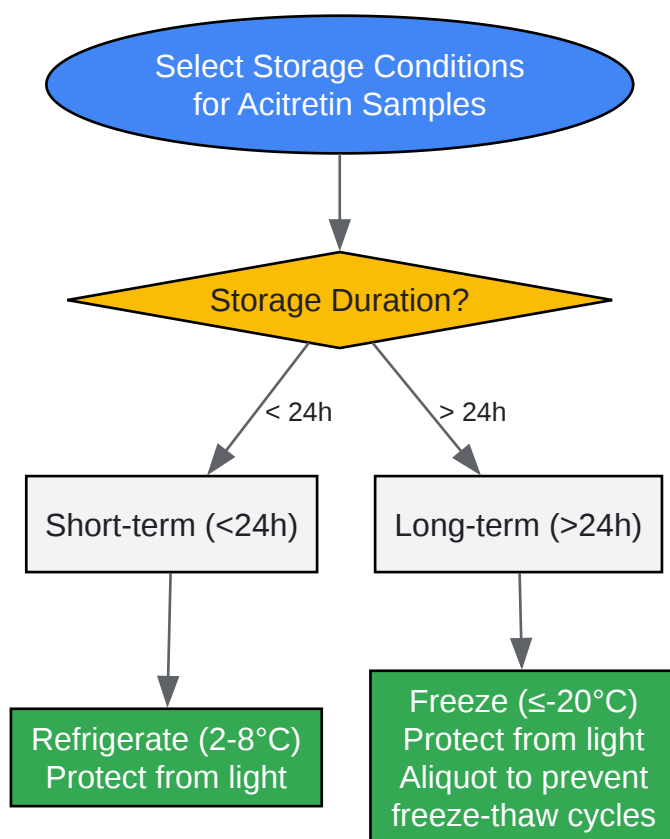 Select Storage Conditions
for Acitretin Samples
Storage Duration?
< 24h
> 24h
Short-term (<24h)
Long-term (>24h)
Refrigerate (2-8°C)
Protect from light
Freeze (≤-20°C)
Protect from light
Aliquot to prevent
freeze-thaw cycles